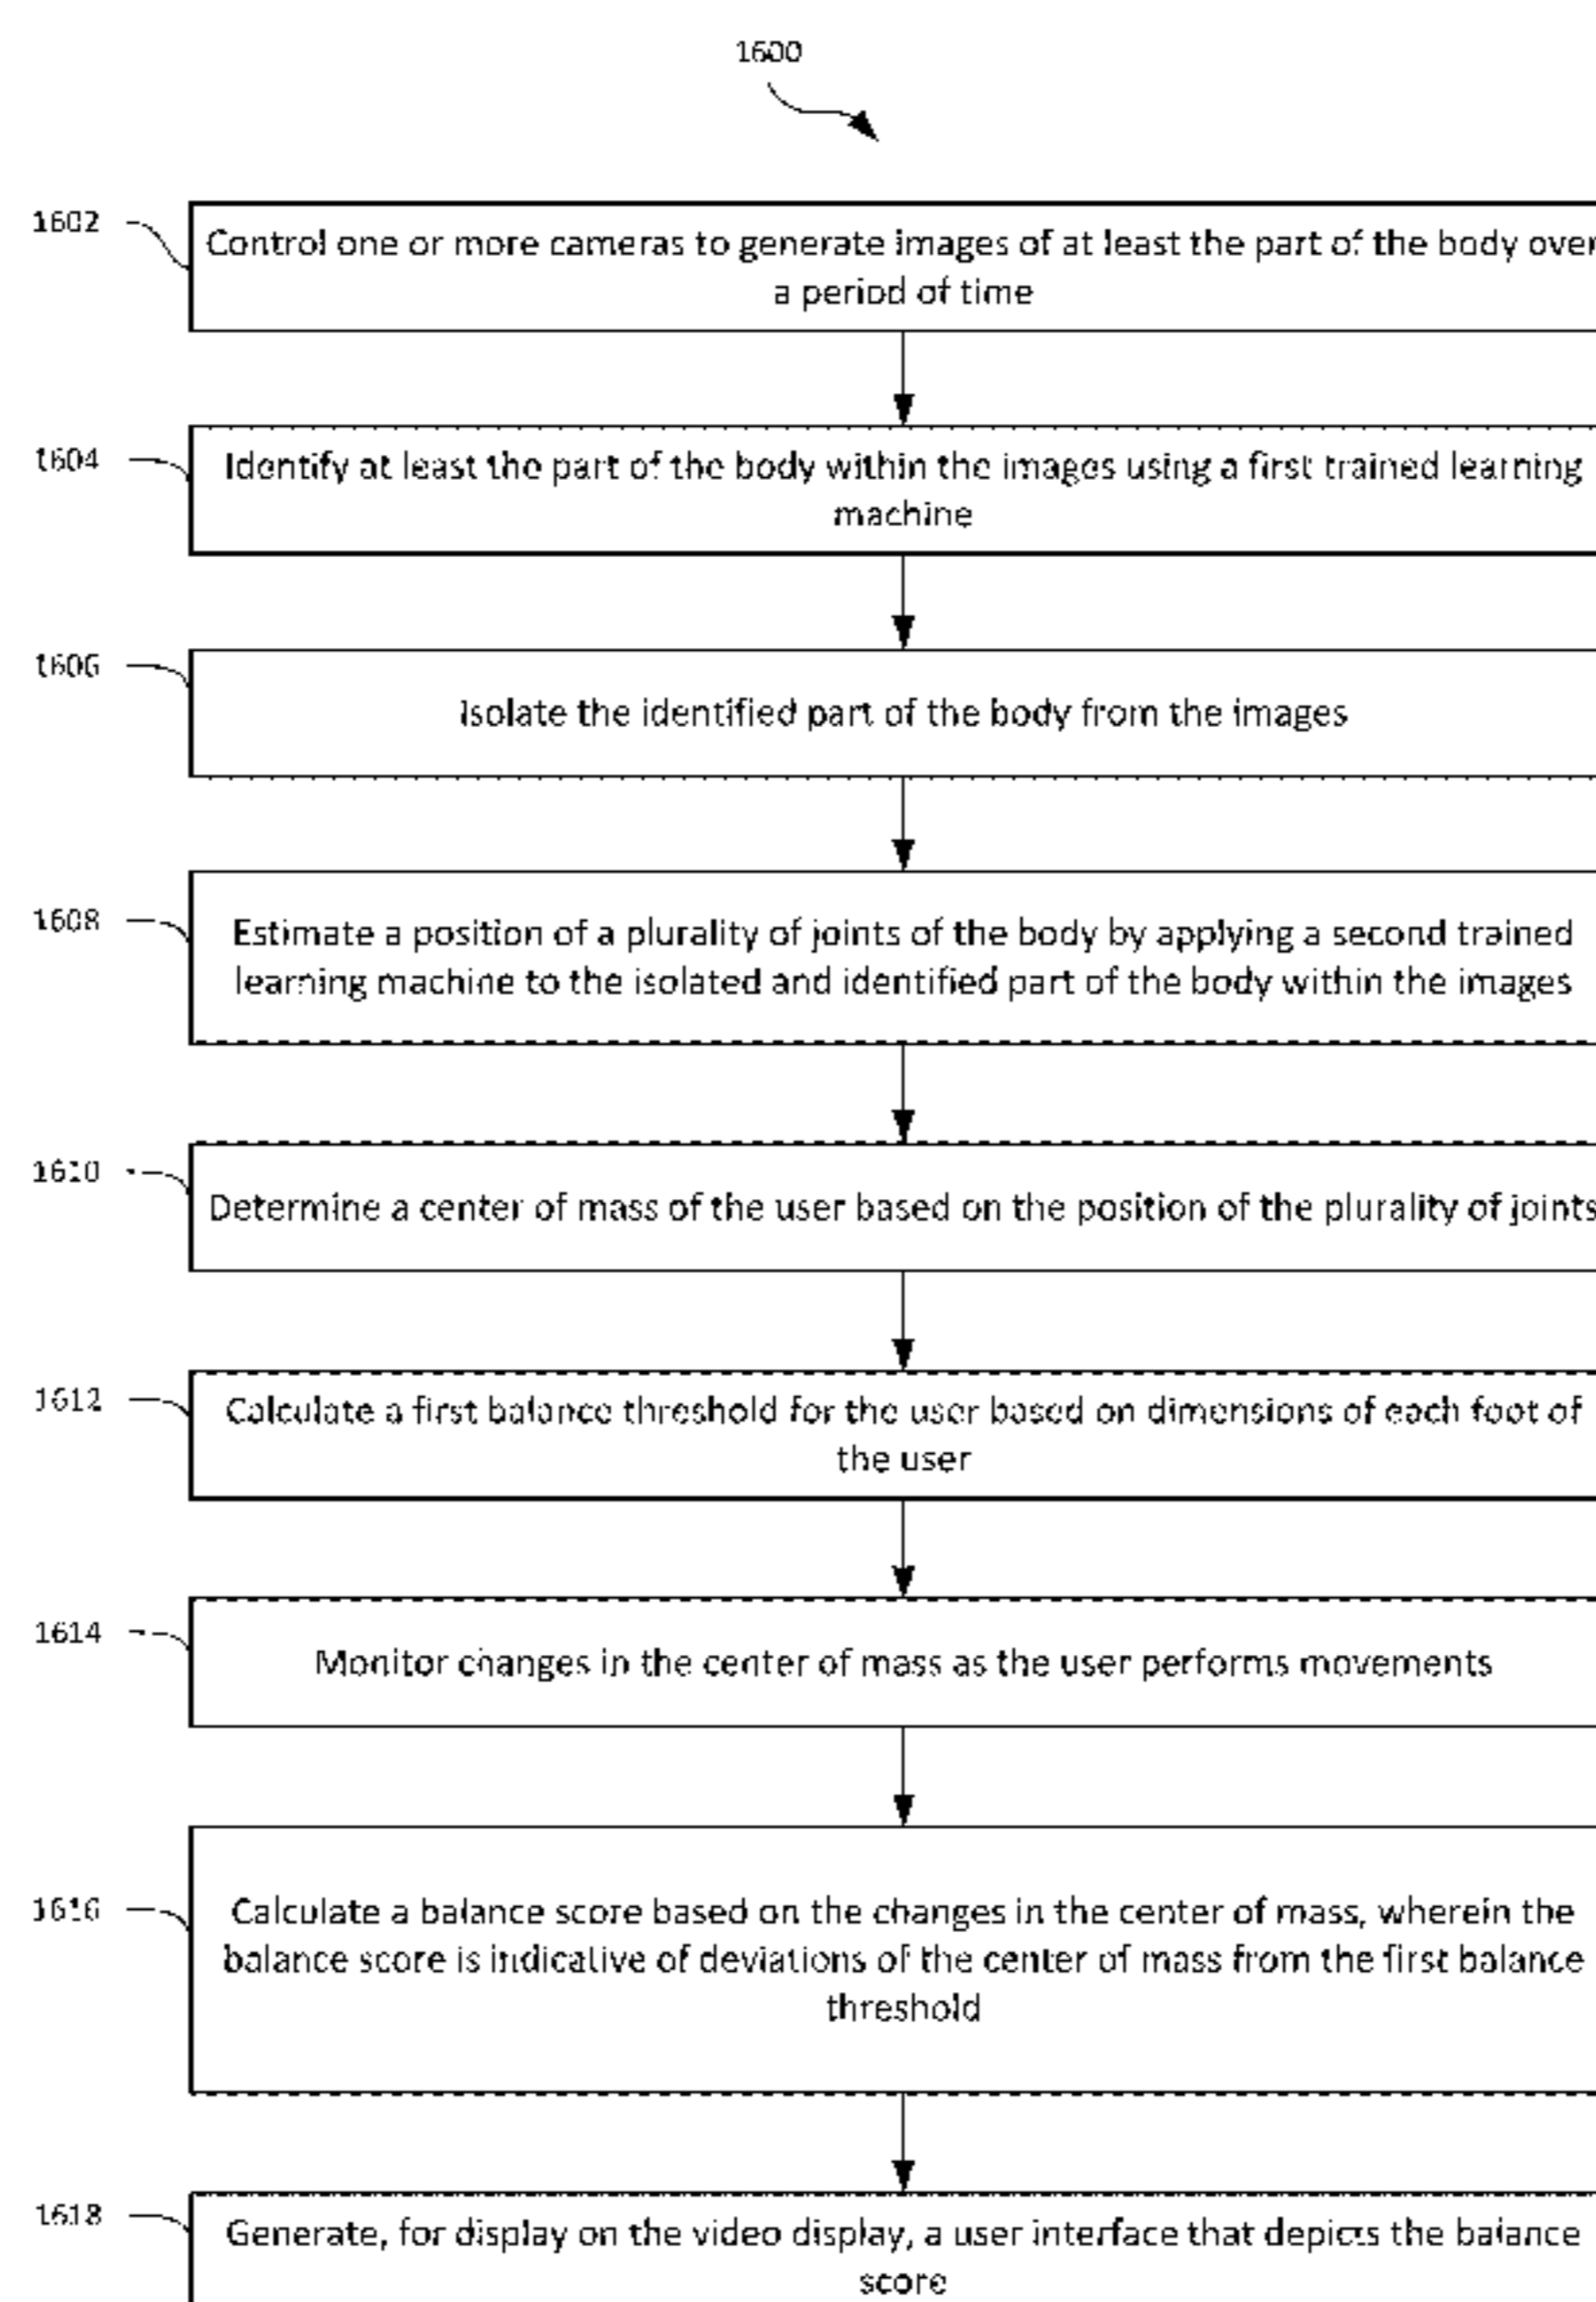 1600
1602
Control one or more cameras to generate images of at least the part of the body over
a period of time
1604
Identify at least the part of the body within the images using a first trained learning
machine
1606
Isolate the identified part of the body from the images
1608
Estimate a position of a plurality of joints of the body by applying a second trained
learning machine to the isolated and identified part of the body within the images
1610
Determine a center of mass of the user based on the position of the plurality of joints
1612
Calculate a first balance threshold for the user based on dimensions of each foot of
the user
1614
Monitor changes in the center of mass as the user performs movements
1616
Calculate a balance score based on the changes in the center of mass, wherein the
balance score is indicative of deviations of the center of mass from the first balance
threshold
1618
Generate, for display on the video display, a user interface that depicts the balance
score